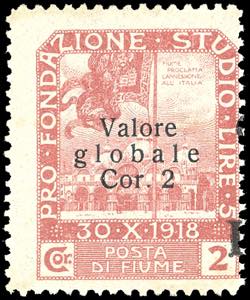 PRO FONDAZIONE STUDIO LIRE 5
FIUME
PROCLAMA
L'ANNESSIONE
ALL' ITALIA
Valore
globale
Cor. 2
30·X·1918
Cor. POSTA 2
DI FIUME